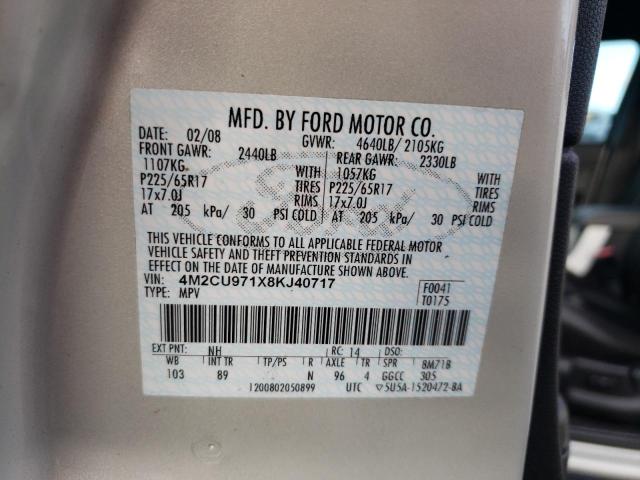 MFD. BY FORD MOTOR CO.
DATE: 02/08 GVWR: 4640LB/ 2105KG
FRONT GAWR: 2440LB REAR GAWR: 2330LB
1107KG WITH 1057KG WITH
P225/65R17 TIRES P225/65R17 TIRES
17x7.0J RIMS 17x7.0J RIMS
AT 205 kPa/ 30 PSI COLD AT 205 kPa/ 30 PSI COLD
THIS VEHICLE CONFORMS TO ALL APPLICABLE FEDERAL MOTOR
VEHICLE SAFETY AND THEFT PREVENTION STANDARDS IN
EFFECT ON THE DATE OF MANUFACTURE SHOWN ABOVE.
VIN: 4M2CU971X8KJ40717 F0041
TYPE: MPV T0175
EXT PNT: NH RC: 14 DSO:
WB INT TR TP/PS R AXLE TR SPR 8M71B
103 89 N 96 4 GGCC 305
1200802050899 UTC 5U5A-1520472-BA
Ford